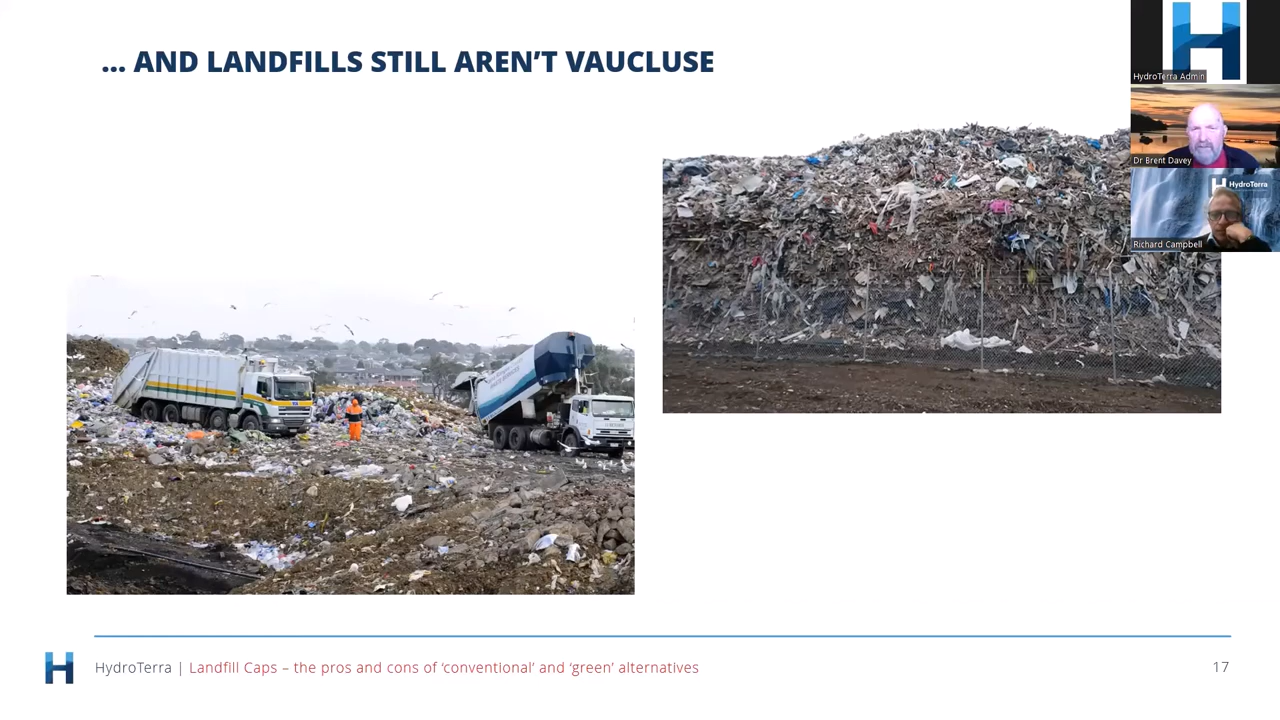 ... AND LANDFILLS STILL AREN'T VAUCLUSE
HydroTerra Admin
Dr Brent Davey
HydroTerra
Richard Campbell
HydroTerra | Landfill Caps – the pros and cons of 'conventional' and 'green' alternatives
17